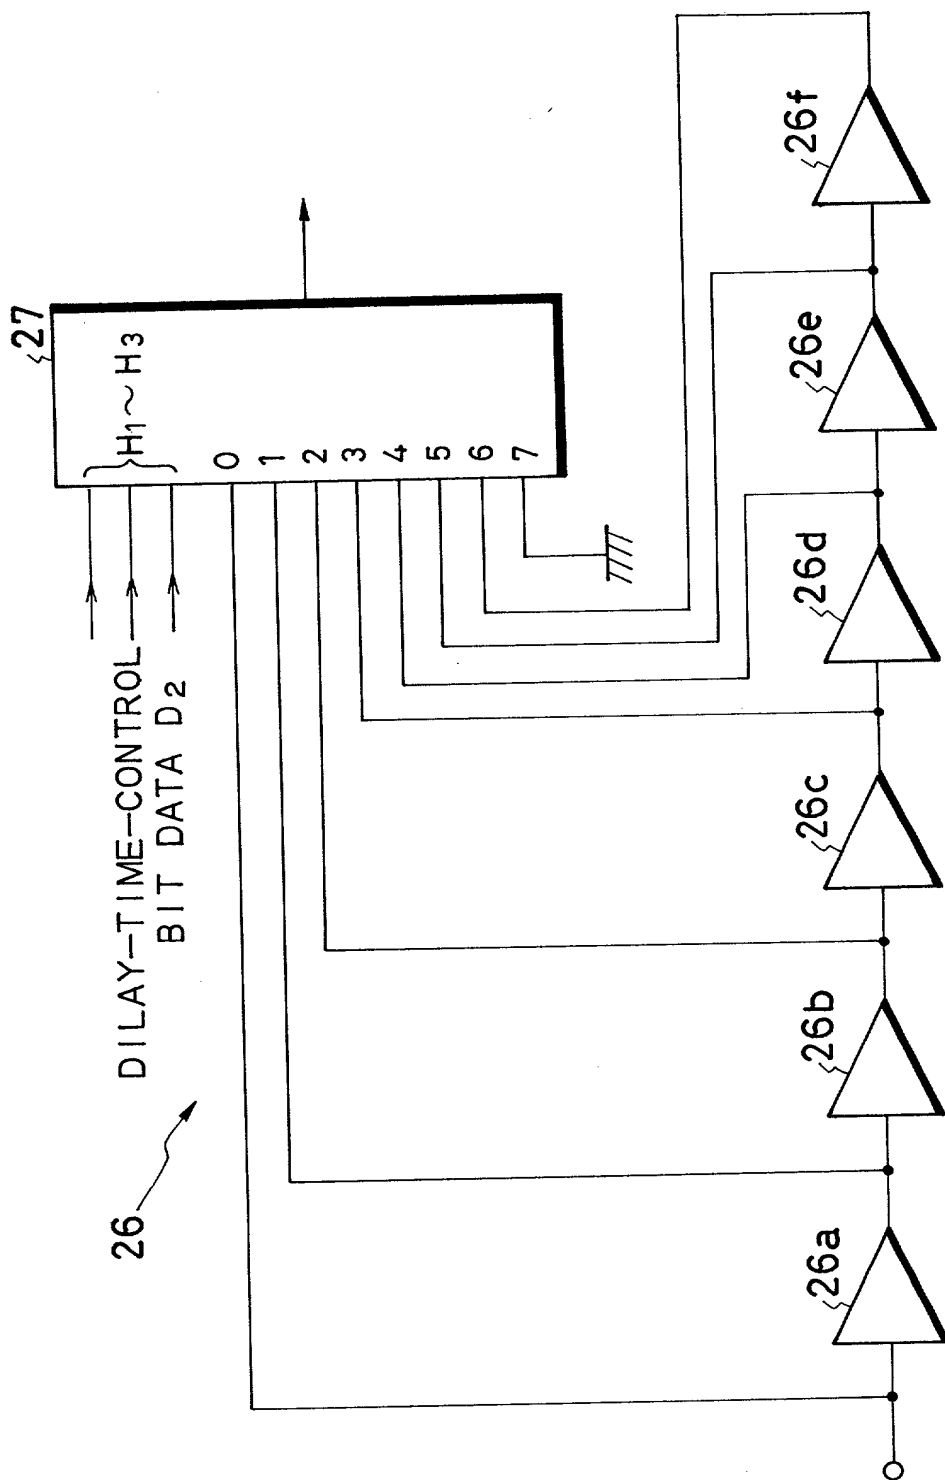 27
H1~H3
0
1
2
3
4
5
6
7
DILAY-TIME-CONTROL
BIT DATA D2
26
26a
26b
26c
26d
26e
26f